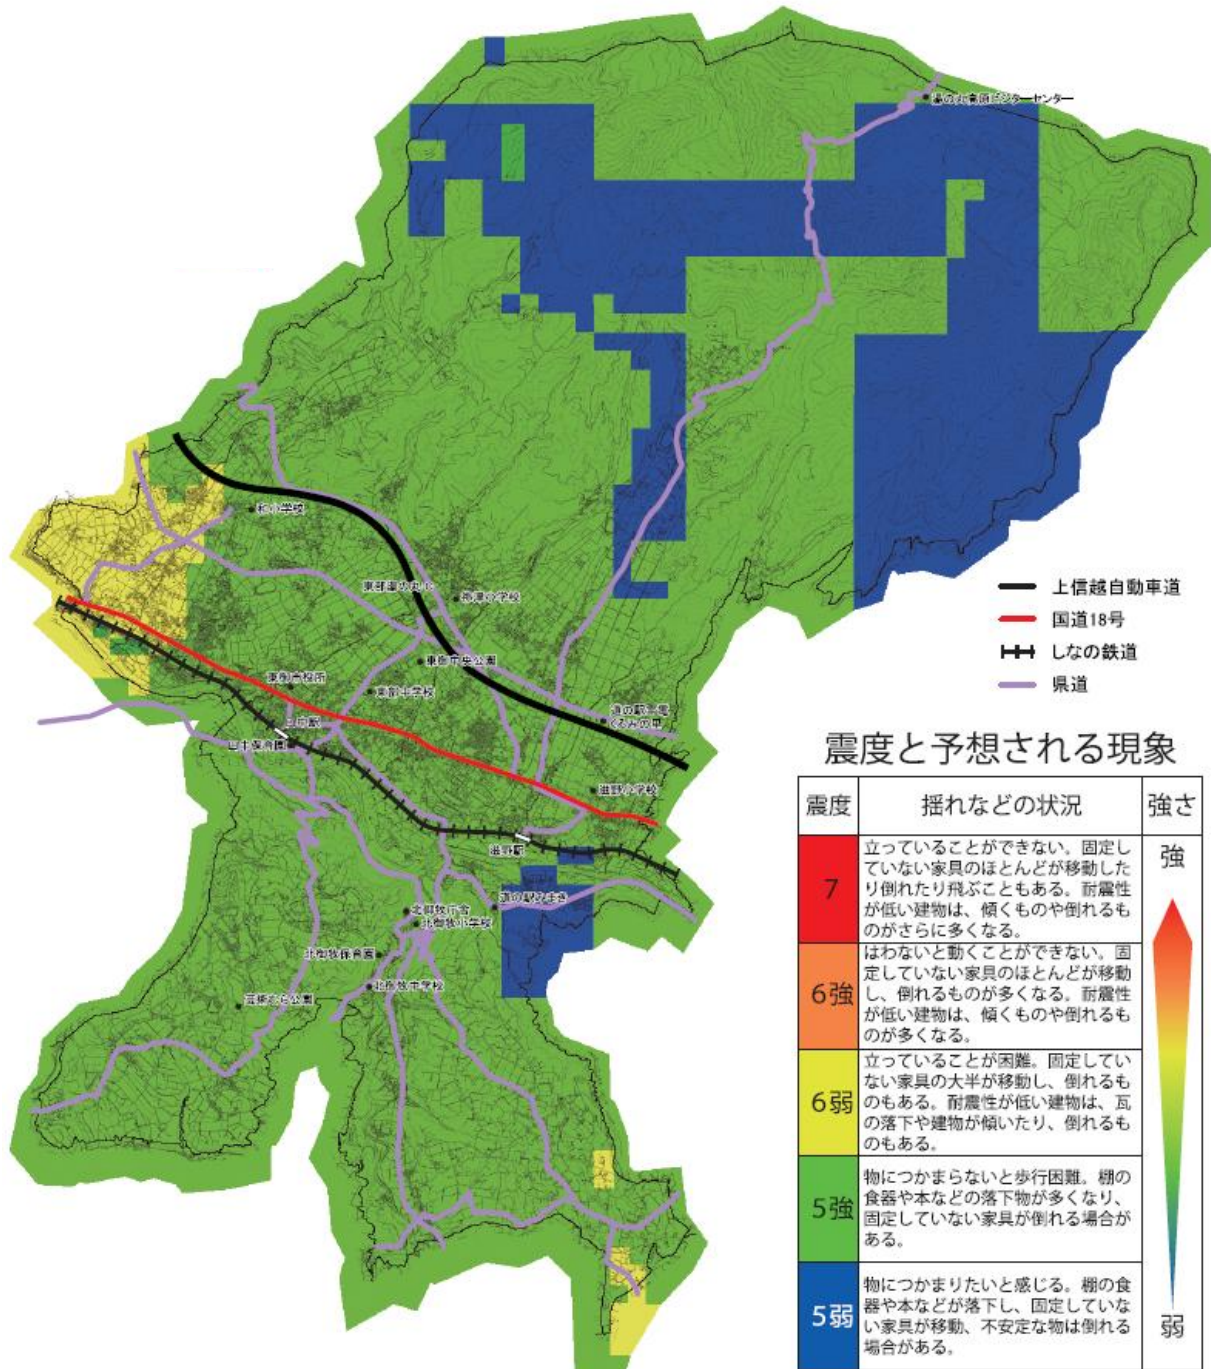 湯の丸高原ビジターセンター
和小学校
東部湯の丸IC
祢津小学校
東御中央公園
東御市役所
東部中学校
田中駅
田中保育園
道の駅雷電
くるみの里
滋野小学校
滋野駅
道の駅みまき
北御牧庁舎
北御牧小学校
北御牧保育園
北御牧中学校
芸術むら公園
上信越自動車道
国道18号
しなの鉄道
県道
震度と予想される現象
震度 揺れなどの状況 強さ
7
立っていることができない。固定
していない家具のほとんどが移動した
り倒れたり飛ぶこともある。耐震性
が低い建物は、傾くものや倒れるも
のがさらに多くなる。
6強
はわないと動くことができない。固
定していない家具のほとんどが移動
し、倒れるものが多くなる。耐震性
が低い建物は、傾くものや倒れるも
のが多くなる。
6弱
立っていることが困難。固定してい
ない家具の大半が移動し、倒れるも
のもある。耐震性が低い建物は、瓦
の落下や建物が傾いたり、倒れるも
のもある。
5強
物につかまらないと歩行困難。棚の
食器や本などの落下物が多くなり、
固定していない家具が倒れる場合が
ある。
5弱
物につかまりたいと感じる。棚の食
器や本などが落下し、固定していな
い家具が移動、不安定な物は倒れる
場合がある。
強
弱